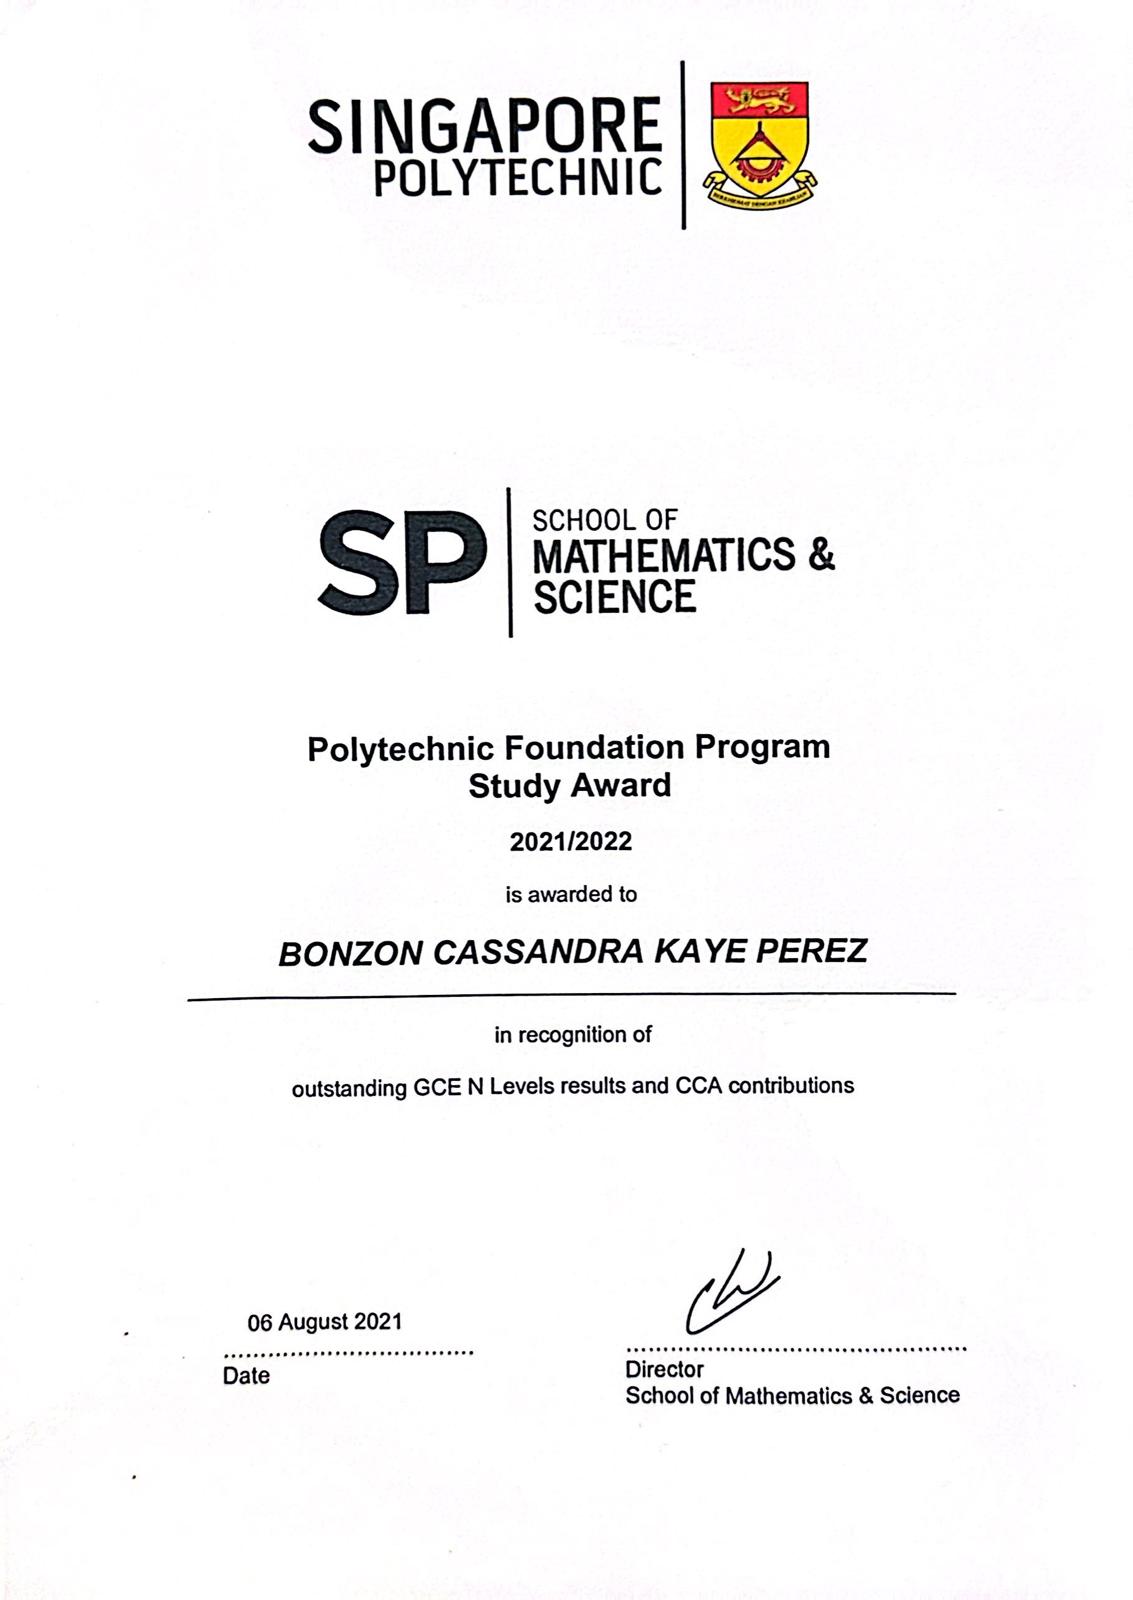 SINGAPORE
POLYTECHNIC
SP
SCHOOL OF
MATHEMATICS &
SCIENCE
Polytechnic Foundation Program
Study Award
2021/2022
is awarded to
BONZON CASSANDRA KAYE PEREZ
in recognition of
outstanding GCE N Levels results and CCA contributions
06 August 2021
Date
Director
School of Mathematics & Science